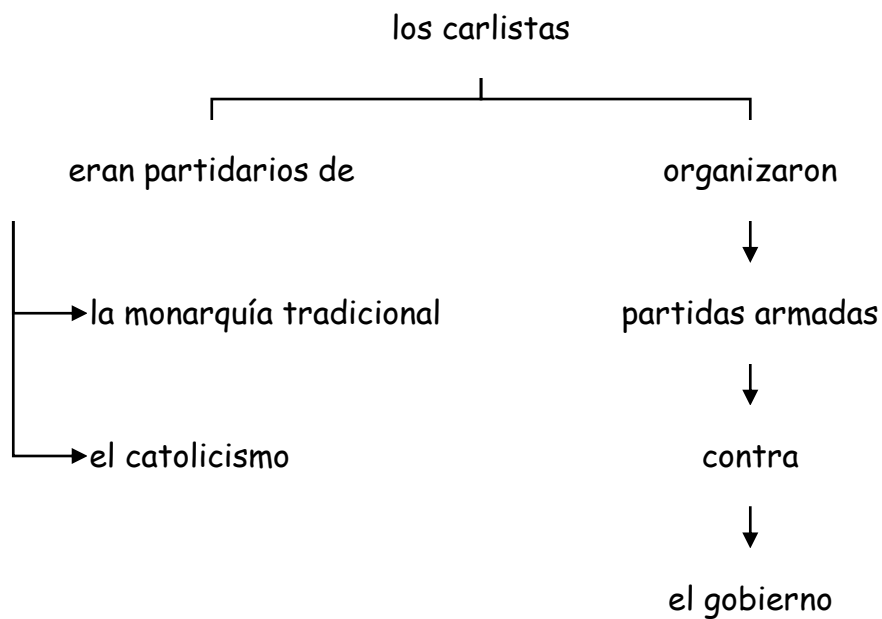 los carlistas
eran partidarios de
organizaron
la monarquía tradicional
partidas armadas
el catolicismo
contra
el gobierno